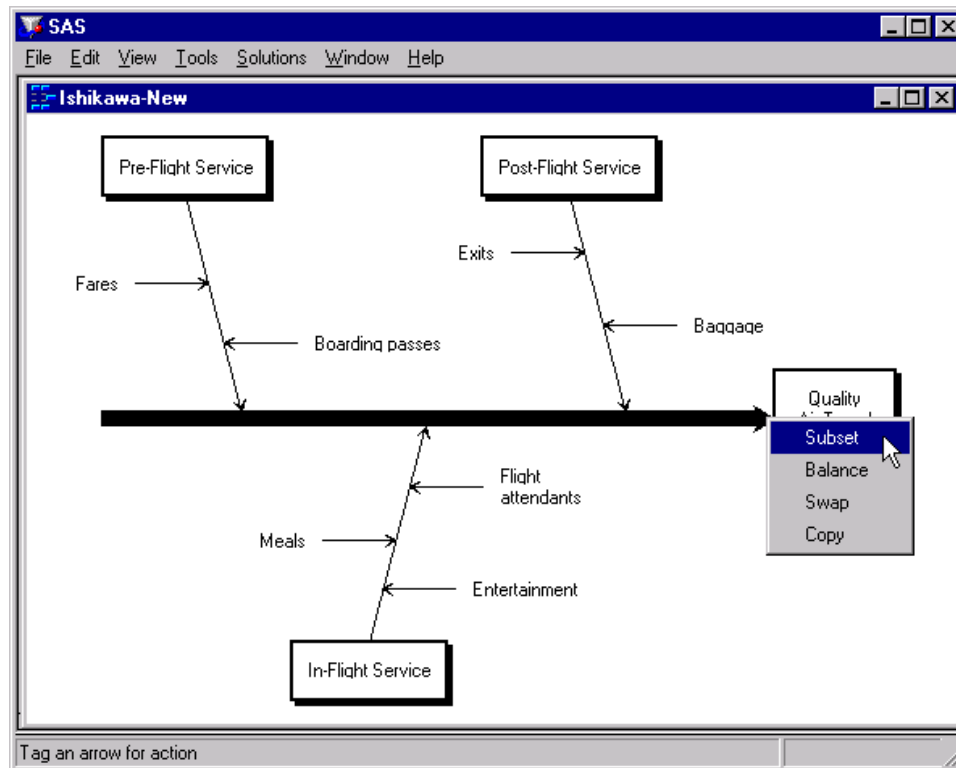 SAS
File Edit View Tools Solutions Window Help
Ishikawa-New
Pre-Flight Service
Post-Flight Service
Exits
Fares
Baggage
Boarding passes
Quality
Subset
Balance
Swap
Copy
Flight
attendants
Meals
Entertainment
In-Flight Service
Tag an arrow for action